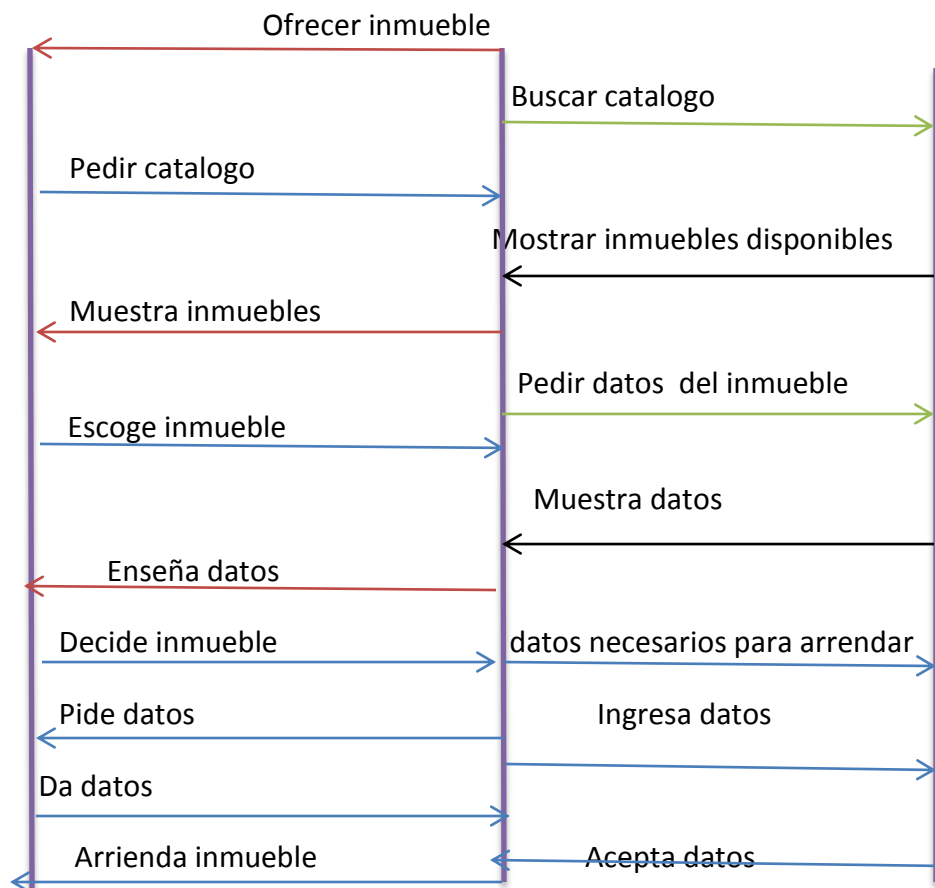 Ofrecer inmueble
Buscar catalogo
Pedir catalogo
Mostrar inmuebles disponibles
Muestra inmuebles
Pedir datos  del inmueble
Escoge inmueble
Muestra datos
Enseña datos
Decide inmueble
datos necesarios para arrendar
Pide datos
Ingresa datos
Da datos
Arrienda inmueble
Acepta datos